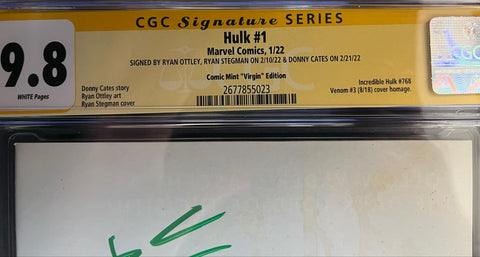 CGC Signature SERIES
Hulk #1
Marvel Comics, 1/22
SIGNED BY RYAN OTTLEY, RYAN STEGMAN ON 2/10/22 & DONNY CATES ON 2/21/22
Comic Mint "Virgin" Edition
9.8
WHITE Pages
Donny Cates story
Ryan Ottley art
Ryan Stegman cover
2677855023
Incredible Hulk #768
Venom #3 (8/18) cover homage.
CGC